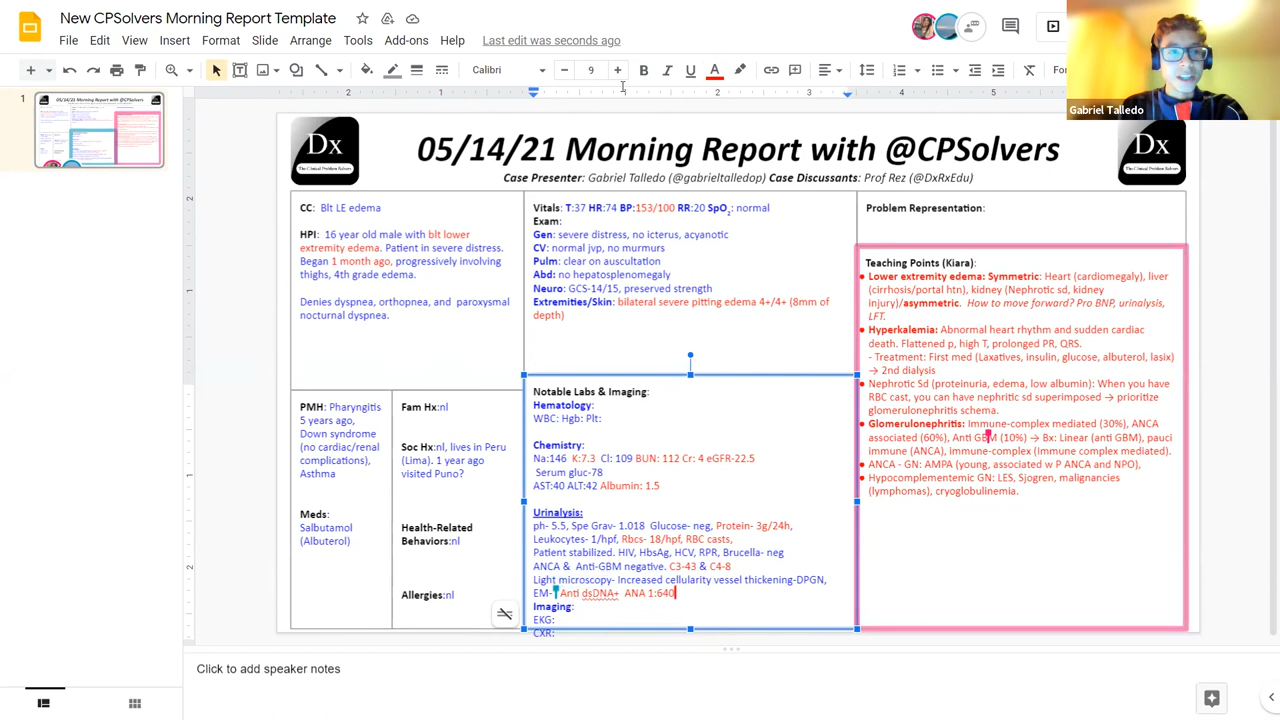 New CPSolvers Morning Report Template
File Edit View Insert Format Slide Arrange Tools Add-ons Help Last edit was seconds ago
Calibri 9 For
Gabriel Talledo
2 1 1 2 3 4 5
1
05/14/21 Morning Report with @CPSolvers
Case Presenter: Gabriel Talledo (@gabrieltalledop) Case Discussants: Prof Rez (@DxRxEdu)
Dx
The Clinical Problem Solvers
Dx
The Clinical Problem Solvers
CC: Blt LE edema
HPI: 16 year old male with blt lower
extremity edema. Patient in severe distress.
Began 1 month ago, progressively involving
thighs, 4th grade edema.
Denies dyspnea, orthopnea, and paroxysmal
nocturnal dyspnea.
PMH: Pharyngitis
5 years ago,
Down syndrome
(no cardiac/renal
complications),
Asthma
Meds:
Salbutamol
(Albuterol)
Fam Hx:nl
Soc Hx:nl, lives in Peru
(Lima). 1 year ago
visited Puno?
Health-Related
Behaviors:nl
Allergies:nl
Vitals: T:37 HR:74 BP:153/100 RR:20 SpO2: normal
Exam:
Gen: severe distress, no icterus, acyanotic
CV: normal jvp, no murmurs
Pulm: clear on auscultation
Abd: no hepatosplenomegaly
Neuro: GCS-14/15, preserved strength
Extremities/Skin: bilateral severe pitting edema 4+/4+ (8mm of
depth)
Notable Labs & Imaging:
Hematology:
WBC: Hgb: Plt:
Chemistry:
Na:146 K:7.3 Cl: 109 BUN: 112 Cr: 4 eGFR-22.5
Serum gluc-78
AST:40 ALT:42 Albumin: 1.5
Urinalysis:
ph- 5.5, Spe Grav- 1.018 Glucose- neg, Protein- 3g/24h,
Leukocytes- 1/hpf, Rbcs- 18/hpf, RBC casts,
Patient stabilized. HIV, HbsAg, HCV, RPR, Brucella- neg
ANCA & Anti-GBM negative. C3-43 & C4-8
Light microscopy- Increased cellularity vessel thickening-DPGN,
EM- Anti dsDNA+ ANA 1:640
Imaging:
EKG:
CXR:
Problem Representation:
Teaching Points (Kiara):
Lower extremity edema: Symmetric: Heart (cardiomegaly), liver
(cirrhosis/portal htn), kidney (Nephrotic sd, kidney
injury)/asymmetric. How to move forward? Pro BNP, urinalysis,
LFT.
Hyperkalemia: Abnormal heart rhythm and sudden cardiac
death. Flattened p, high T, prolonged PR, QRS.
- Treatment: First med (Laxatives, insulin, glucose, albuterol, lasix)
→ 2nd dialysis
Nephrotic Sd (proteinuria, edema, low albumin): When you have
RBC cast, you can have nephritic sd superimposed → prioritize
glomerulonephritis schema.
Glomerulonephritis: Immune-complex mediated (30%), ANCA
associated (60%), Anti GBM (10%) → Bx: Linear (anti GBM), pauci
immune (ANCA), immune-complex (Immune complex mediated).
ANCA - GN: AMPA (young, associated w P ANCA and NPO),
Hypocomplementemic GN: LES, Sjogren, malignancies
(lymphomas), cryoglobulinemia.
Click to add speaker notes